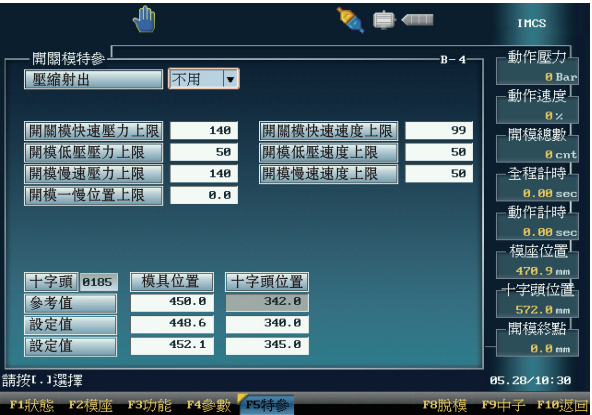 IMCS
開關模特參
B-4
壓縮射出 不用
開關模快速壓力上限 140 開關模快速速度上限 99
開模低壓壓力上限 50 開模低壓速度上限 50
開模慢速壓力上限 140 開模慢速速度上限 50
開模一慢位置上限 0.0
十字頭 0185 模具位置 十字頭位置
參考值 450.0 342.0
設定值 448.6 340.0
設定值 452.1 345.0
動作壓力
0 Bar
動作速度
0 %
開模總數
0 cnt
全程計時
0.00 sec
動作計時
0.00 sec
模座位置
470.9 mm
十字頭位置
572.0 mm
開模終點
0.0 mm
請按[.]選擇 05.28/10:30
F1狀態 F2模座 F3功能 F4參數 F5特參 F8脫模 F9中子 F10返回